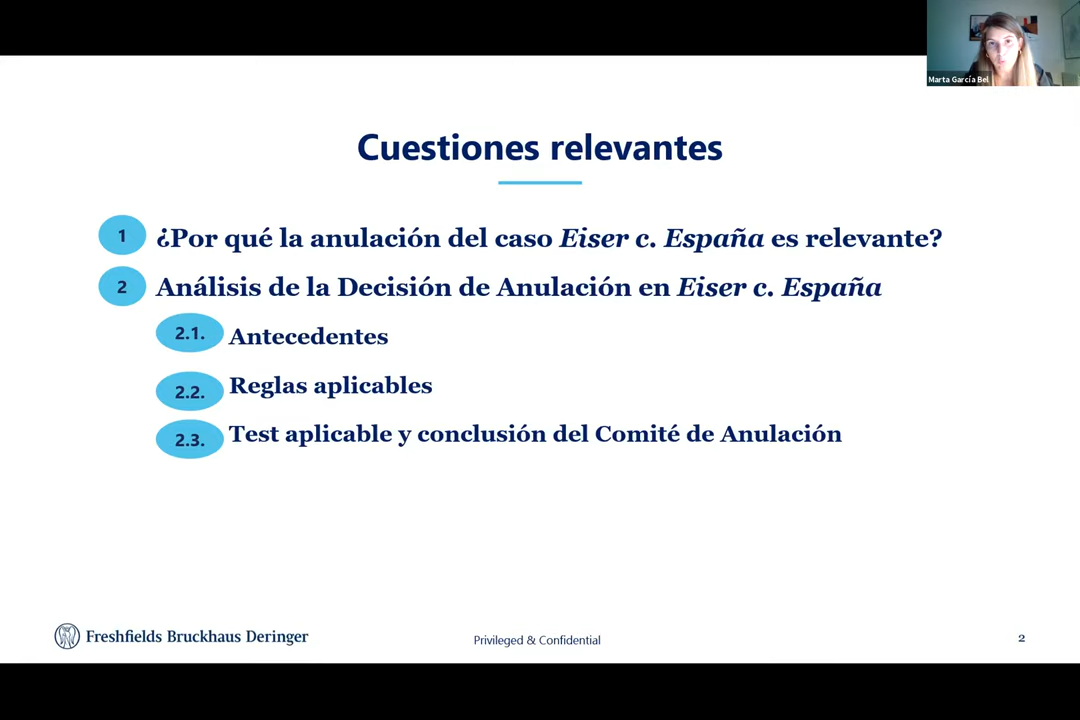 Marta García Bel
Cuestiones relevantes
1 ¿Por qué la anulación del caso Eiser c. España es relevante?
2 Análisis de la Decisión de Anulación en Eiser c. España
2.1. Antecedentes
2.2. Reglas aplicables
2.3. Test aplicable y conclusión del Comité de Anulación
Freshfields Bruckhaus Deringer
Privileged & Confidential
2